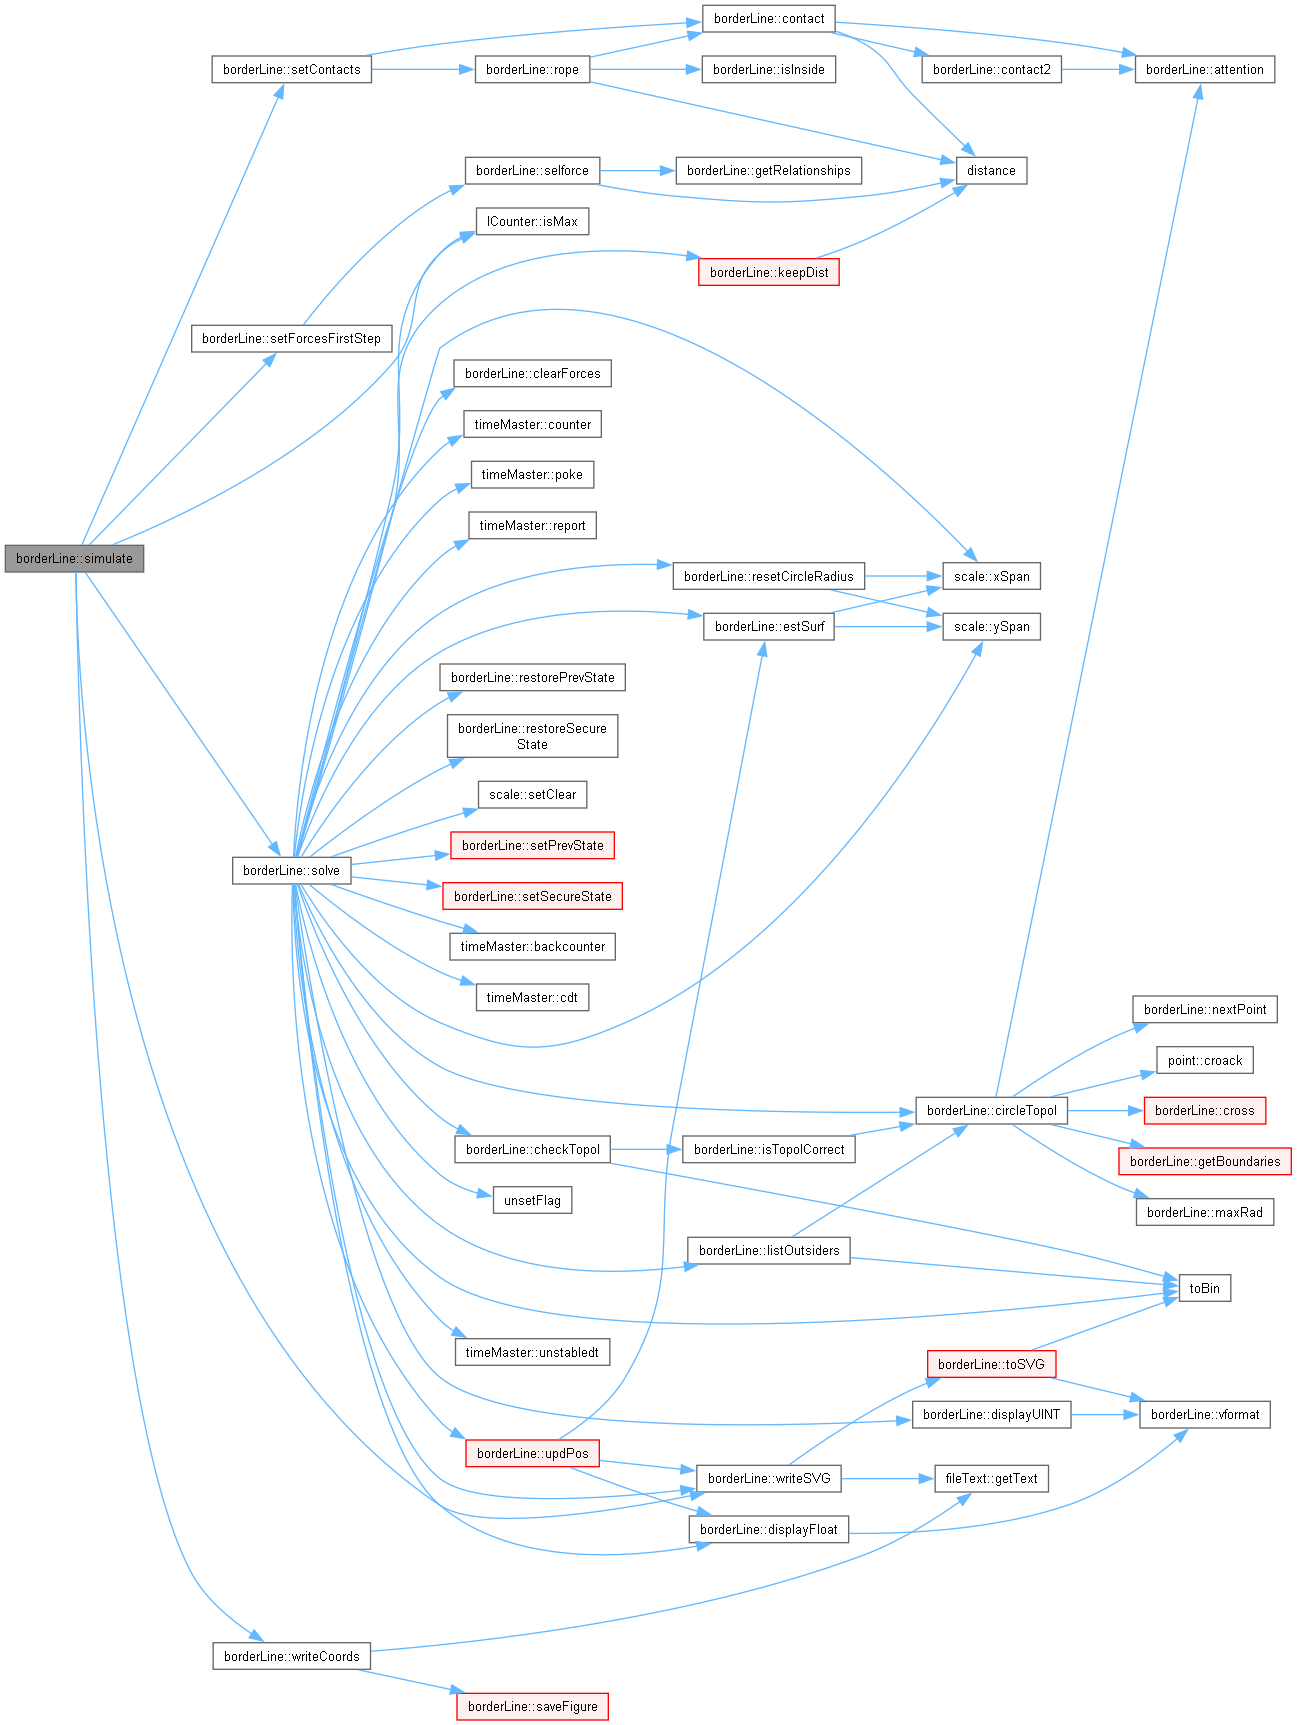 borderLine::contact
borderLine::setContacts
borderLine::rope
borderLine::isInside
borderLine::contact2
borderLine::attention
borderLine::selforce
borderLine::getRelationships
distance
ICounter::isMax
borderLine::keepDist
borderLine::setForcesFirstStep
borderLine::clearForces
timeMaster::counter
timeMaster::poke
timeMaster::report
borderLine::simulate
borderLine::resetCircleRadius
scale::xSpan
borderLine::estSurf
scale::ySpan
borderLine::restorePrevState
borderLine::restoreSecure
State
scale::setClear
borderLine::setPrevState
borderLine::solve
borderLine::setSecureState
timeMaster::backcounter
timeMaster::cdt
borderLine::nextPoint
point::croack
borderLine::circleTopol
borderLine::cross
borderLine::checkTopol
borderLine::isTopolCorrect
borderLine::getBoundaries
unsetFlag
borderLine::maxRad
borderLine::listOutsiders
toBin
timeMaster::unstabledt
borderLine::toSVG
borderLine::displayUINT
borderLine::vformat
borderLine::updPos
borderLine::writeSVG
fileText::getText
borderLine::displayFloat
borderLine::writeCoords
borderLine::saveFigure